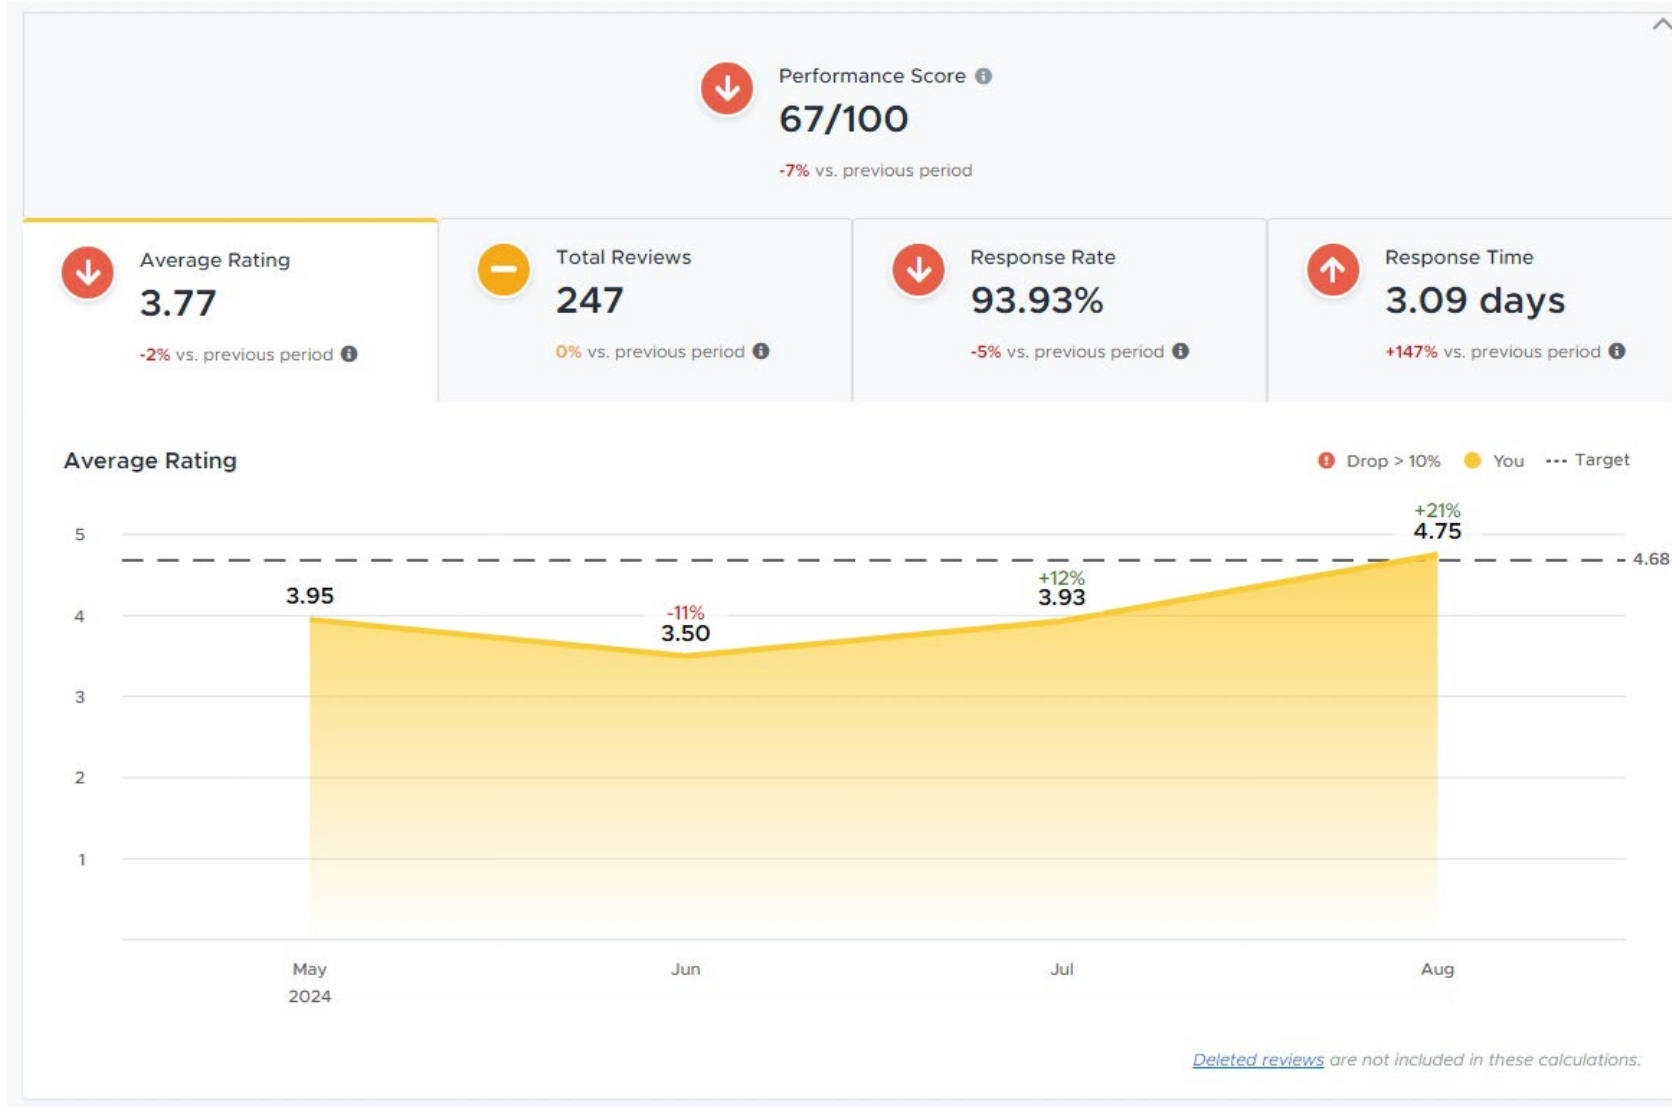 Performance Score
67/100
-7% vs. previous period
Average Rating
3.77
-2% vs. previous period
Total Reviews
247
0% vs. previous period
Response Rate
93.93%
-5% vs. previous period
Response Time
3.09 days
+147% vs. previous period
Average Rating
Drop > 10% You Target
5
4
3
2
1
3.95
-11%
3.50
+12%
3.93
+21%
4.75
4.68
May
2024
Jun
Jul
Aug
Deleted reviews are not included in these calculations.